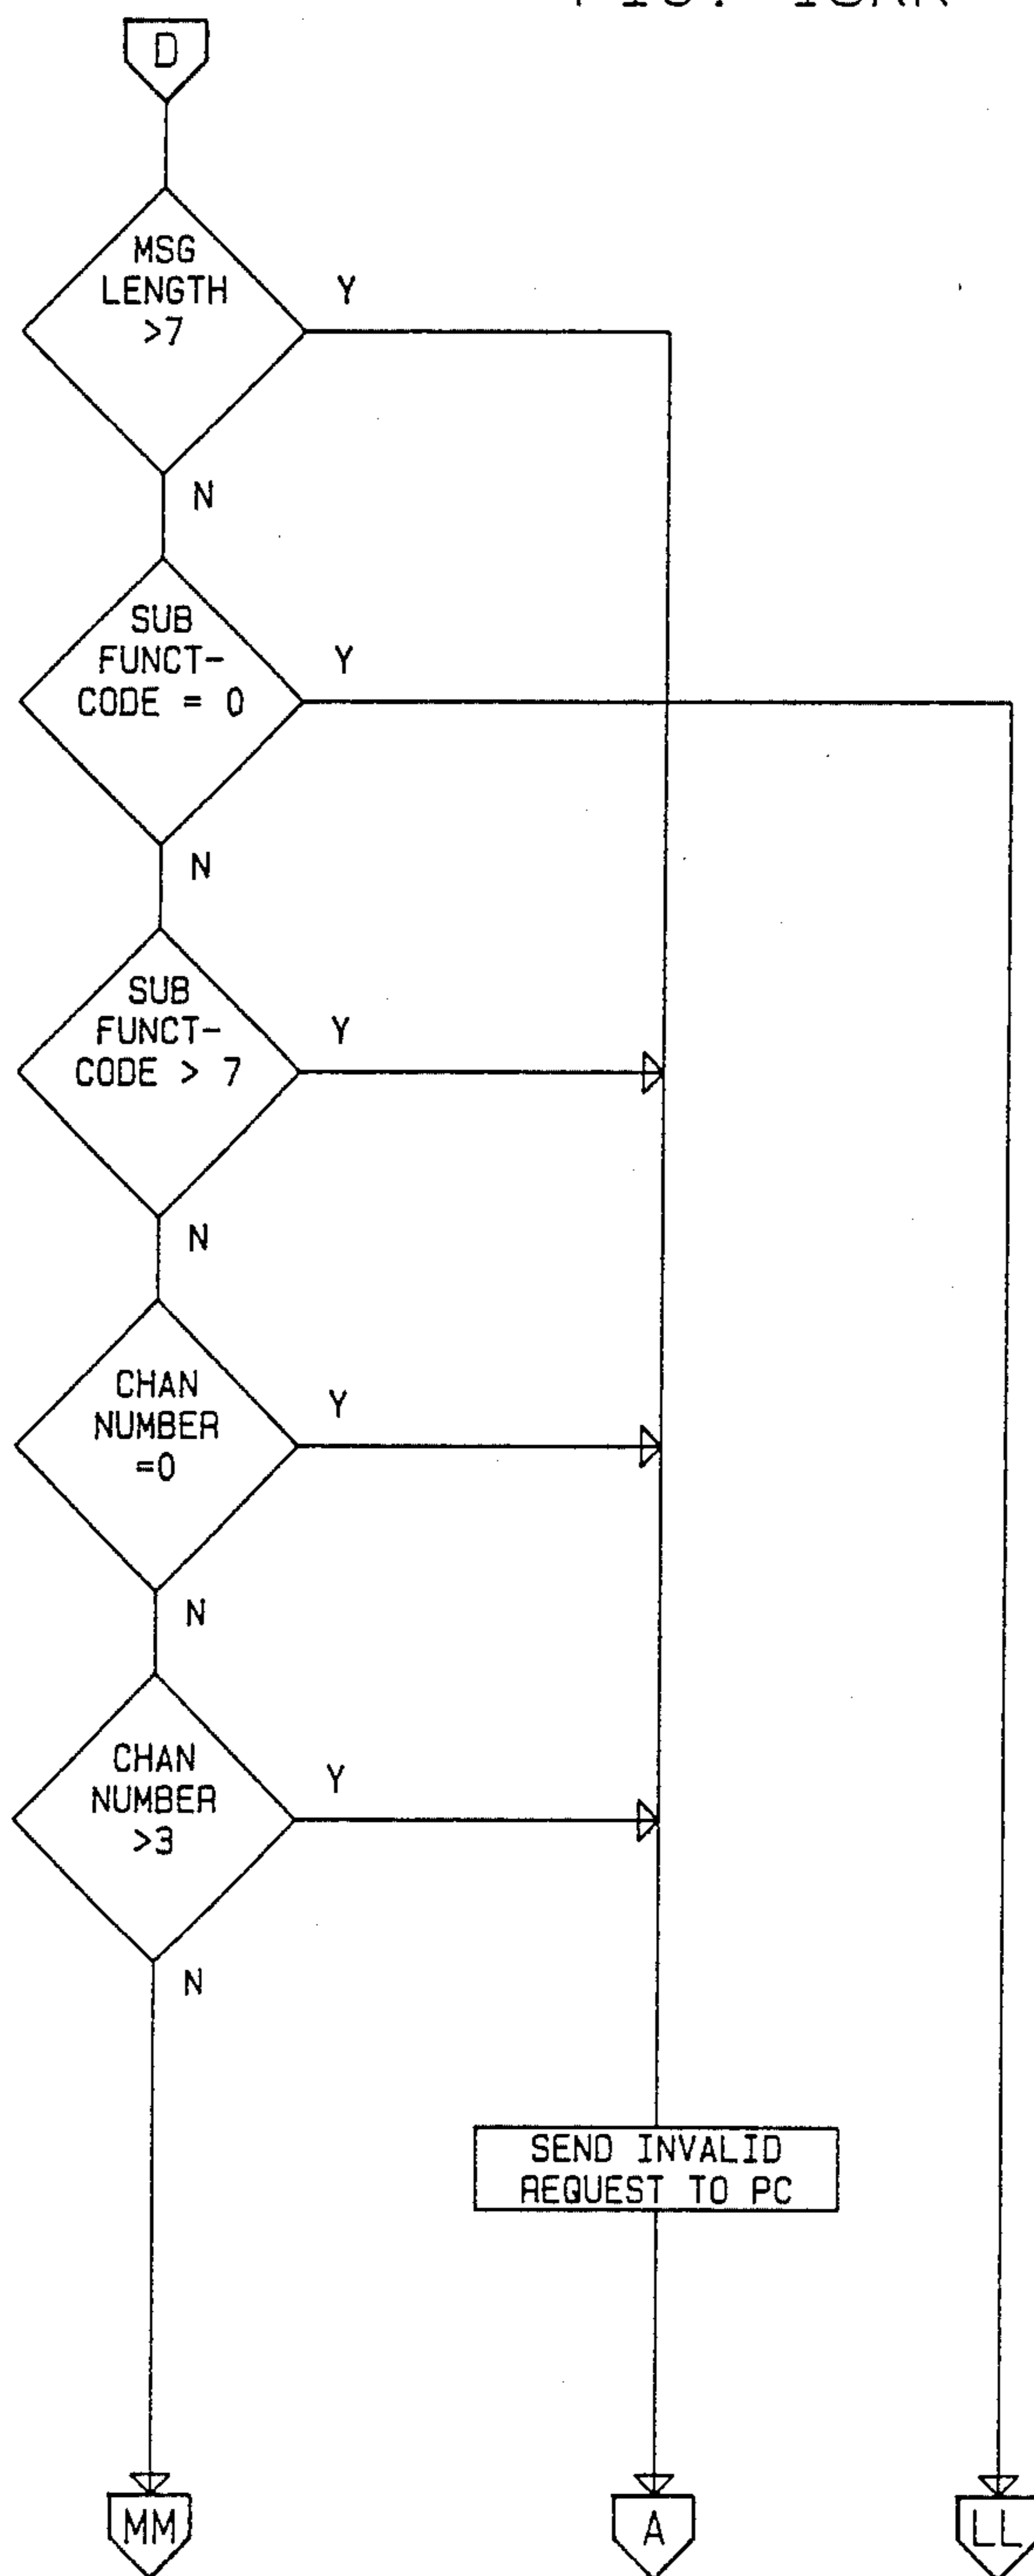 D
MSG
LENGTH
>7
Y
N
SUB
FUNCT-
CODE = 0
Y
N
SUB
FUNCT-
CODE > 7
Y
N
CHAN
NUMBER
=0
Y
N
CHAN
NUMBER
>3
Y
N
SEND INVALID
REQUEST TO PC
MM
A
LL